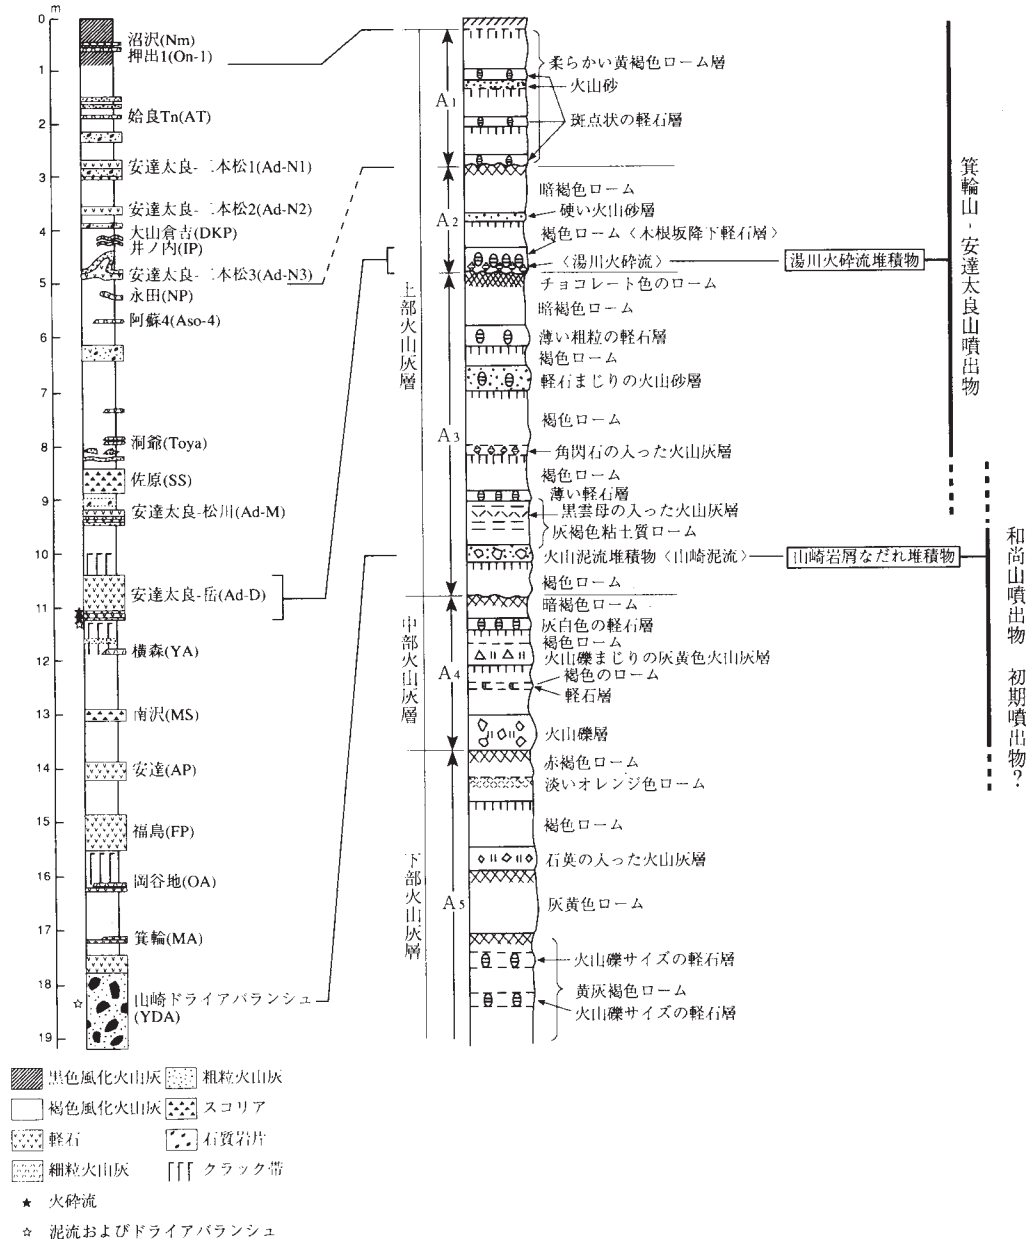 m
0
1
2
3
4
5
6
7
8
9
10
11
12
13
14
15
16
17
18
19
沼沢(Nm)
押出1(On-1)
姶良Tn(AT)
安達太良-二本松1(Ad-N1)
安達太良-二本松2(Ad-N2)
大山倉吉(DKP)
井ノ内(IP)
安達太良-二本松3(Ad-N3)
永田(NP)
阿蘇4(Aso-4)
洞爺(Toya)
佐原(SS)
安達太良-松川(Ad-M)
安達太良-岳(Ad-D)
横森(YA)
南沢(MS)
安達(AP)
福島(FP)
岡谷地(OA)
箕輪(MA)
山崎ドライアバランシュ
(YDA)
上部火山灰層
中部火山灰層
下部火山灰層
A1
A2
A3
A4
A5
柔らかい黄褐色ローム層
火山砂
斑点状の軽石層
暗褐色ローム
硬い火山砂層
褐色ローム〈木根坂降下軽石層〉
〈湯川火砕流〉
チョコレート色のローム
暗褐色ローム
薄い粗粒の軽石層
褐色ローム
軽石まじりの火山砂層
褐色ローム
角閃石の入った火山灰層
褐色ローム
薄い軽石層
黒雲母の入った火山灰層
灰褐色粘土質ローム
火山泥流堆積物〈山崎泥流〉
褐色ローム
暗褐色ローム
灰白色の軽石層
褐色ローム
火山礫まじりの灰黄色火山灰層
褐色のローム
軽石層
火山礫層
赤褐色ローム
淡いオレンジ色ローム
褐色ローム
石英の入った火山灰層
灰黄色ローム
火山礫サイズの軽石層
黄灰褐色ローム
火山礫サイズの軽石層
湯川火砕流堆積物
山崎岩屑なだれ堆積物
箕輪山・安達太良山噴出物
和尚山噴出物 初期噴出物?
黒色風化火山灰 粗粒火山灰
褐色風化火山灰 スコリア
軽石 石質岩片
細粒火山灰 クラック帯
★ 火砕流
☆ 泥流およびドライアバランシュ